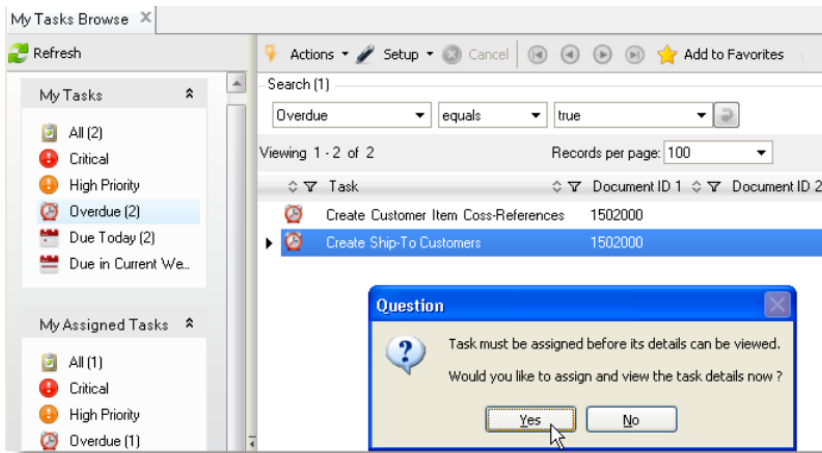 My Tasks Browse X
Refresh
Actions Setup Cancel Add to Favorites
My Tasks
All (2)
Critical
High Priority
Overdue (2)
Due Today (2)
Due in Current We...
My Assigned Tasks
All (1)
Critical
High Priority
Overdue (1)
Search (1)
Overdue equals true
Viewing 1 - 2 of 2 Records per page: 100
Task Document ID 1 Document ID 2
Create Customer Item Coss-References 1502000
Create Ship-To Customers 1502000
Question
Task must be assigned before its details can be viewed.
Would you like to assign and view the task details now ?
Yes No